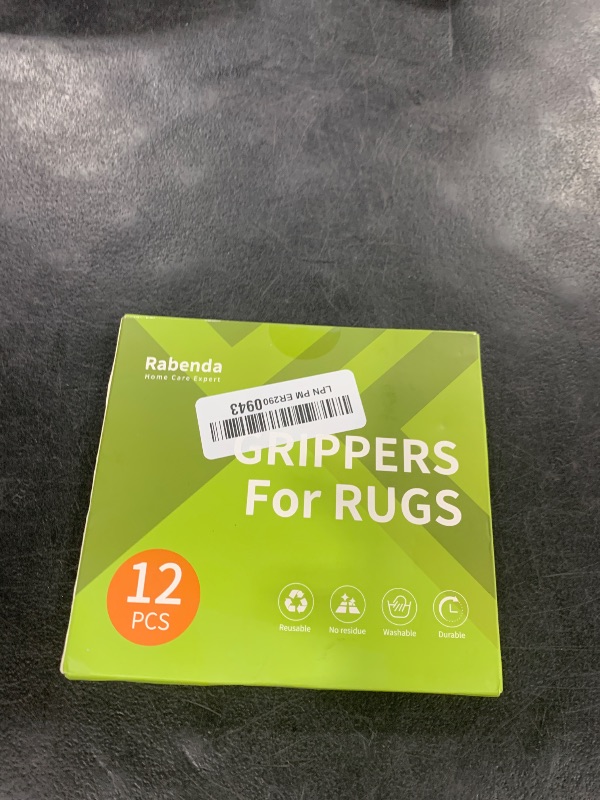 Rabenda
Home Care Expert
LPN PM ER2900943
GRIPPERS
For RUGS
12
PCS
Reusable
No residue
Washable
Durable